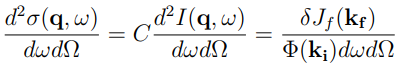 d²σ(q, ω)/dωdΩ = C d²I(q, ω)/dωdΩ = δJ_f(k_f)/Φ(k_i)dωdΩ